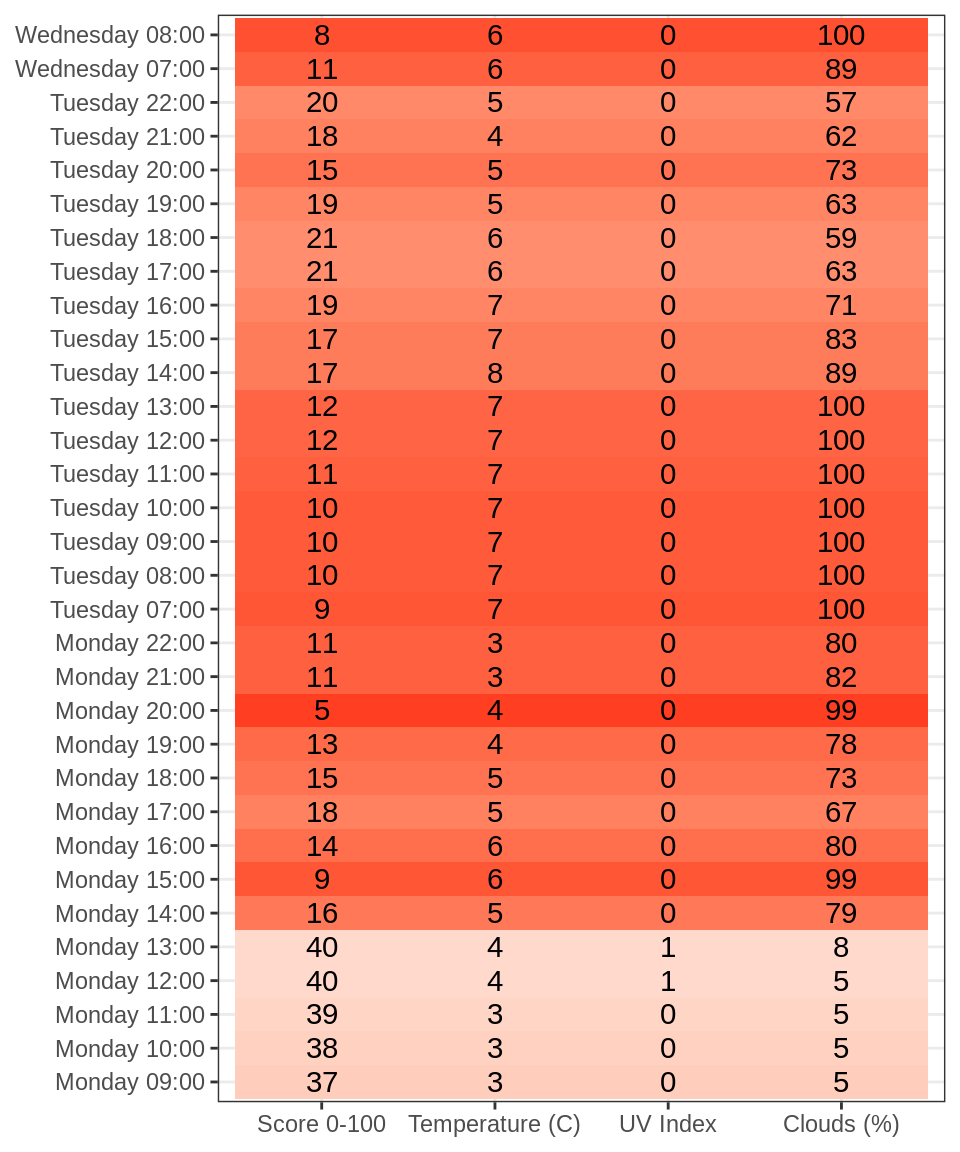 Wednesday 08:00 8 6 0 100
Wednesday 07:00 11 6 0 89
Tuesday 22:00 20 5 0 57
Tuesday 21:00 18 4 0 62
Tuesday 20:00 15 5 0 73
Tuesday 19:00 19 5 0 63
Tuesday 18:00 21 6 0 59
Tuesday 17:00 21 6 0 63
Tuesday 16:00 19 7 0 71
Tuesday 15:00 17 7 0 83
Tuesday 14:00 17 8 0 89
Tuesday 13:00 12 7 0 100
Tuesday 12:00 12 7 0 100
Tuesday 11:00 11 7 0 100
Tuesday 10:00 10 7 0 100
Tuesday 09:00 10 7 0 100
Tuesday 08:00 10 7 0 100
Tuesday 07:00 9 7 0 100
Monday 22:00 11 3 0 80
Monday 21:00 11 3 0 82
Monday 20:00 5 4 0 99
Monday 19:00 13 4 0 78
Monday 18:00 15 5 0 73
Monday 17:00 18 5 0 67
Monday 16:00 14 6 0 80
Monday 15:00 9 6 0 99
Monday 14:00 16 5 0 79
Monday 13:00 40 4 1 8
Monday 12:00 40 4 1 5
Monday 11:00 39 3 0 5
Monday 10:00 38 3 0 5
Monday 09:00 37 3 0 5
Score 0-100 Temperature (C) UV Index Clouds (%)